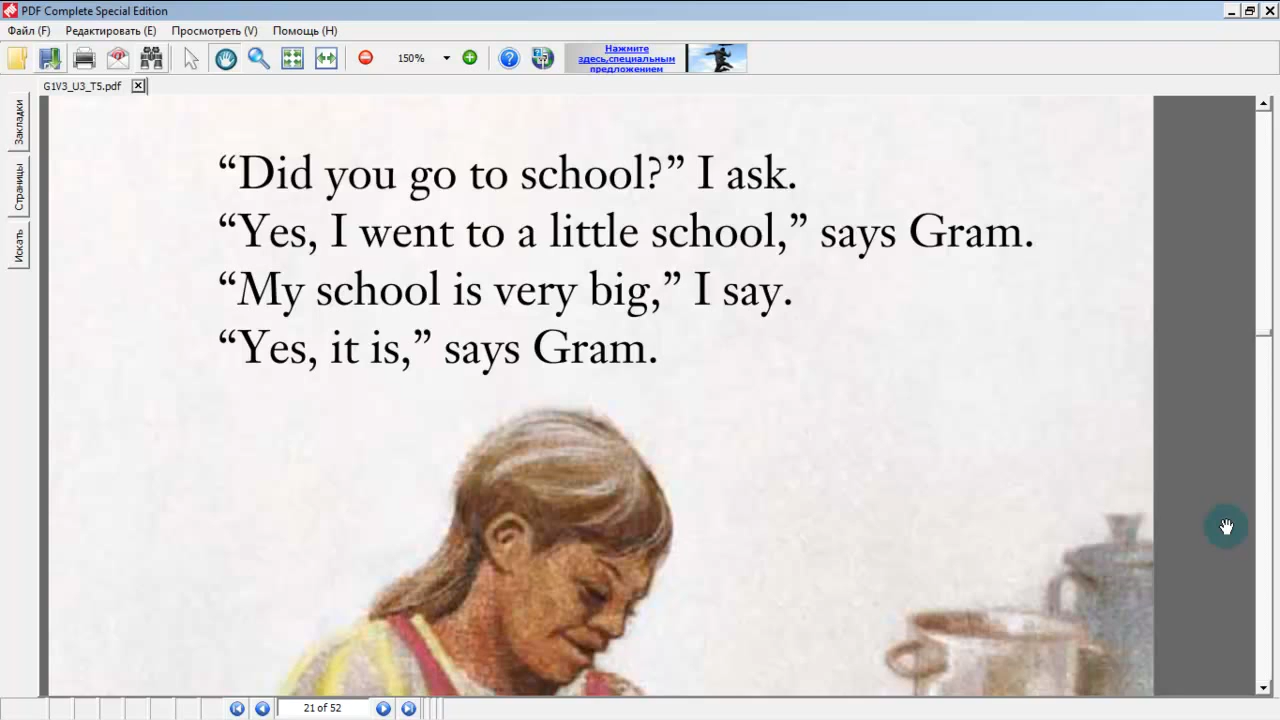 PDF Complete Special Edition
Файл (F) Редактировать (E) Просмотреть (V) Помощь (H)
150%
Нажмите
здесь,специальным
предложением
G1V3_U3_T5.pdf
Закладки
Страницы
Искать
“Did you go to school?” I ask.
“Yes, I went to a little school,” says Gram.
“My school is very big,” I say.
“Yes, it is,” says Gram.
21 of 52